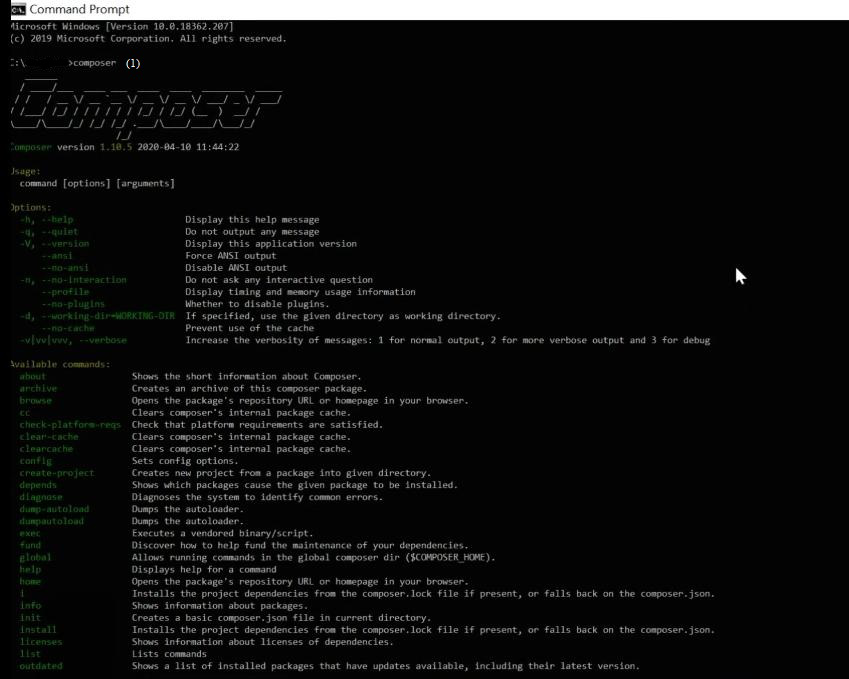 Command Prompt
Microsoft Windows [Version 10.0.18362.207]
(c) 2019 Microsoft Corporation. All rights reserved.
C:\ >composer (1)
Composer
Composer version 1.10.5 2020-04-10 11:44:22
Usage:
command [options] [arguments]
Options:
-h, --help Display this help message
-q, --quiet Do not output any message
-V, --version Display this application version
--ansi Force ANSI output
--no-ansi Disable ANSI output
-n, --no-interaction Do not ask any interactive question
--profile Display timing and memory usage information
--no-plugins Whether to disable plugins.
-d, --working-dir=WORKING-DIR If specified, use the given directory as working directory.
--no-cache Prevent use of the cache
-v|vv|vvv, --verbose Increase the verbosity of messages: 1 for normal output, 2 for more verbose output and 3 for debug
Available commands:
about Shows the short information about Composer.
archive Creates an archive of this composer package.
browse Opens the package's repository URL or homepage in your browser.
cc Clears composer's internal package cache.
check-platform-reqs Check that platform requirements are satisfied.
clear-cache Clears composer's internal package cache.
clearcache Clears composer's internal package cache.
config Sets config options.
create-project Creates new project from a package into given directory.
depends Shows which packages cause the given package to be installed.
diagnose Diagnoses the system to identify common errors.
dump-autoload Dumps the autoloader.
dumpautoload Dumps the autoloader.
exec Executes a vendored binary/script.
fund Discover how to help fund the maintenance of your dependencies.
global Allows running commands in the global composer dir ($COMPOSER_HOME).
help Displays help for a command
home Opens the package's repository URL or homepage in your browser.
i Installs the project dependencies from the composer.lock file if present, or falls back on the composer.json.
info Shows information about packages.
init Creates a basic composer.json file in current directory.
install Installs the project dependencies from the composer.lock file if present, or falls back on the composer.json.
licenses Shows information about licenses of dependencies.
list Lists commands
outdated Shows a list of installed packages that have updates available, including their latest version.